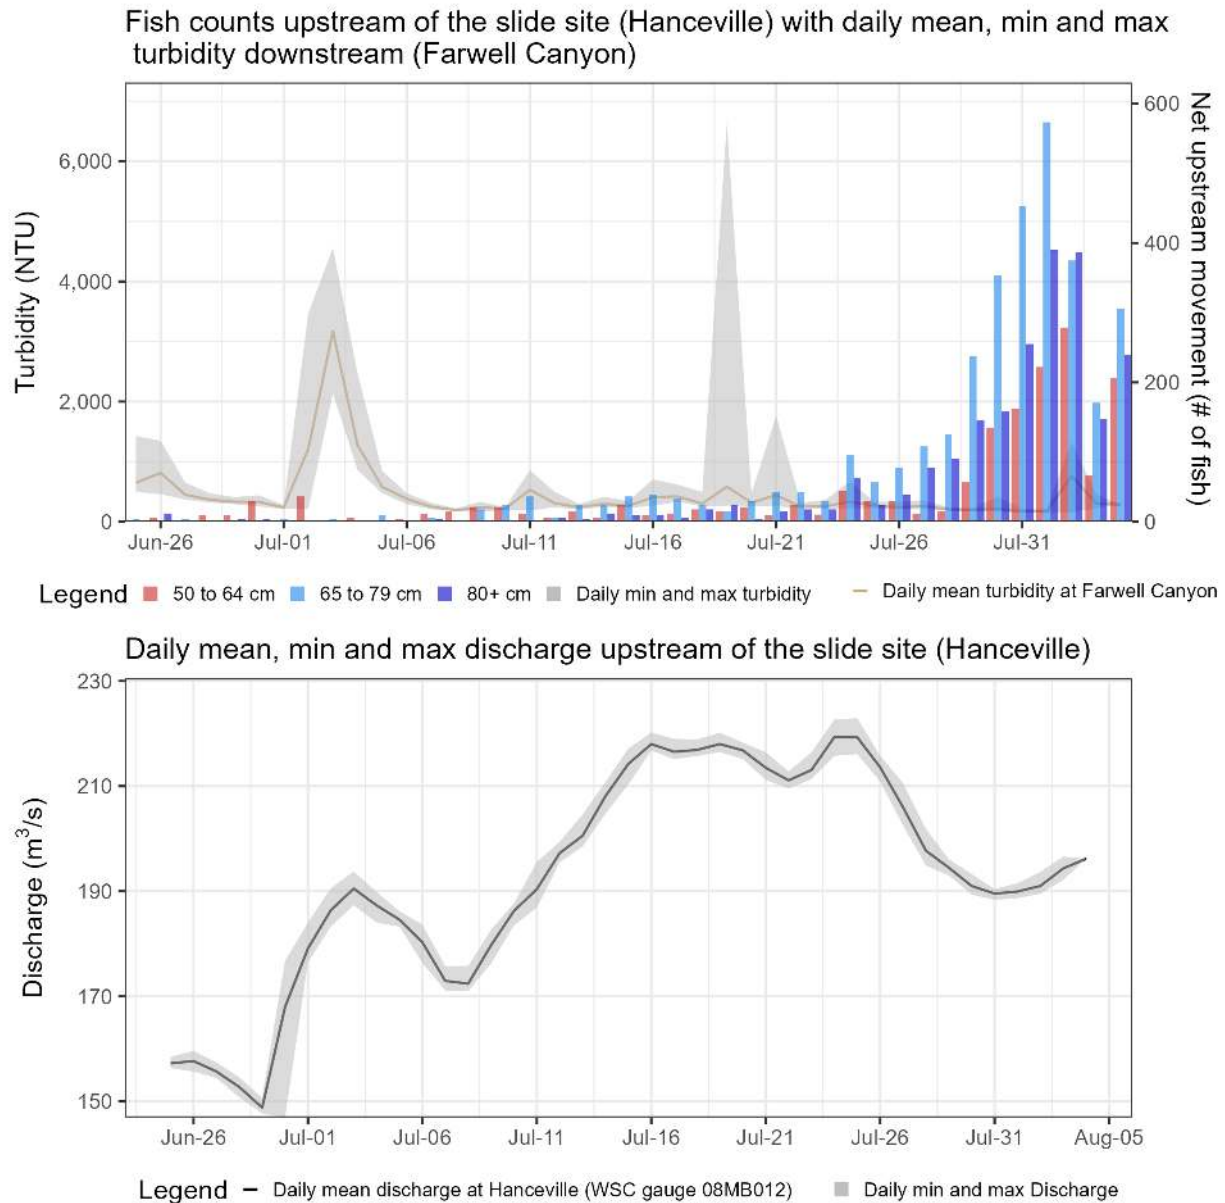 Fish counts upstream of the slide site (Hanceville) with daily mean, min and max
turbidity downstream (Farwell Canyon)
Turbidity (NTU)
6,000
4,000
2,000
0
600
400
200
0
Net upstream movement (# of fish)
Jun-26
Jul-01
Jul-06
Jul-11
Jul-16
Jul-21
Jul-26
Jul-31
Legend 50 to 64 cm 65 to 79 cm 80+ cm Daily min and max turbidity Daily mean turbidity at Farwell Canyon
Daily mean, min and max discharge upstream of the slide site (Hanceville)
Discharge (m³/s)
230
210
190
170
150
Jun-26
Jul-01
Jul-06
Jul-11
Jul-16
Jul-21
Jul-26
Jul-31
Aug-05
Legend Daily mean discharge at Hanceville (WSC gauge 08MB012) Daily min and max Discharge